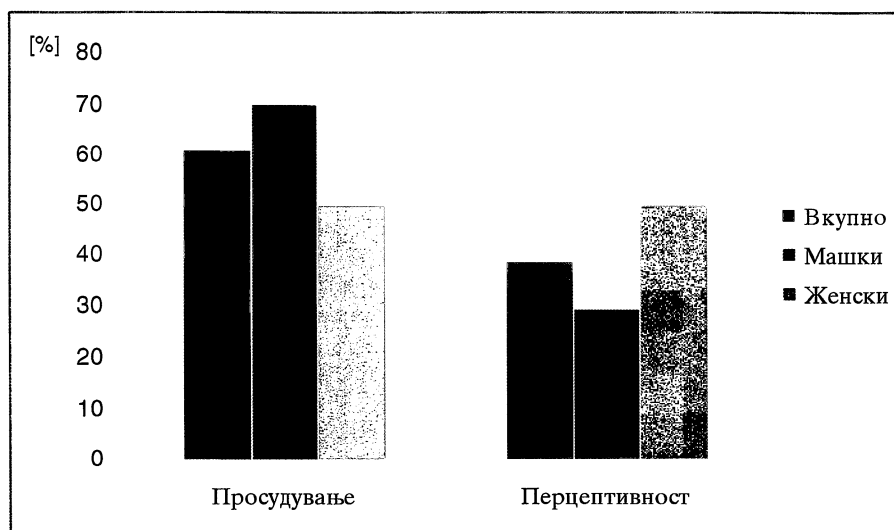 [%]
80
70
60
50
40
30
20
10
0
Просудување
Перцептивност
Вкупно
Машки
Женски